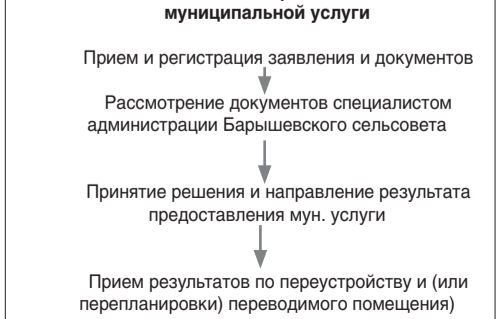 муниципальной услуги
Прием и регистрация заявления и документов
Рассмотрение документов специалистом
администрации Барышевского сельсовета
Принятие решения и направление результата
предоставления мун. услуги
Прием результатов по переустройству и (или
перепланировки) переводимого помещения)